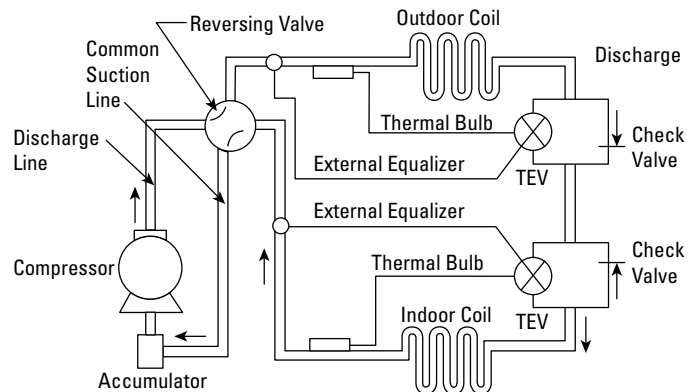 Reversing Valve
Outdoor Coil
Common
Suction
Line
Discharge
Discharge
Line
Thermal Bulb
External Equalizer
TEV
Check
Valve
External Equalizer
Compressor
Thermal Bulb
Check
Valve
Indoor Coil
TEV
Accumulator